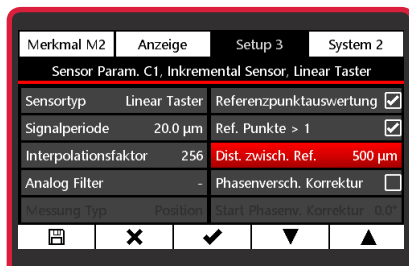 Merkmal M2 Anzeige Setup 3 System 2
Sensor Param. C1, Inkremental Sensor, Linear Taster
Sensortyp Linear Taster Referenzpunktauswertung
Signalperiode 20.0 µm Ref. Punkte > 1
Interpolationsfaktor 256 Dist. zwisch. Ref. 500 µm
Analog Filter - Phasenversch. Korrektur
Messung Typ Position Start Phasenv. Korrektur 0.0°